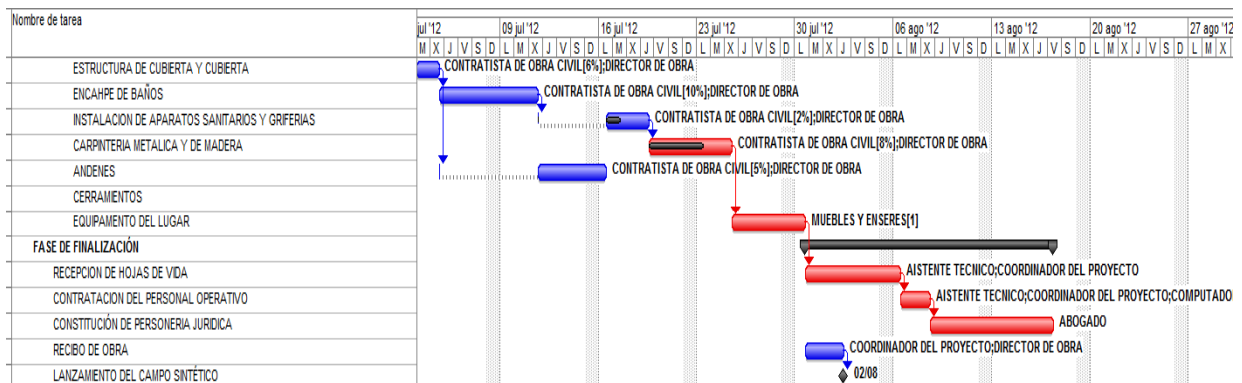 Nombre de tarea
jul '12 09 jul '12 16 jul '12 23 jul '12 30 jul '12 06 ago '12 13 ago '12 20 ago '12 27 ago '12
M X J V S D L M X J V S D L M X J V S D L M X J V S D L M X J V S D L M X J V S D L M X J V S D L M X J V S D L M X
ESTRUCTURA DE CUBIERTA Y CUBIERTA CONTRATISTA DE OBRA CIVIL[6%];DIRECTOR DE OBRA
ENCAHPE DE BAÑOS CONTRATISTA DE OBRA CIVIL[10%];DIRECTOR DE OBRA
INSTALACION DE APARATOS SANITARIOS Y GRIFERIAS CONTRATISTA DE OBRA CIVIL[2%];DIRECTOR DE OBRA
CARPINTERIA METALICA Y DE MADERA CONTRATISTA DE OBRA CIVIL[8%];DIRECTOR DE OBRA
ANDENES CONTRATISTA DE OBRA CIVIL[5%];DIRECTOR DE OBRA
CERRAMIENTOS
EQUIPAMENTO DEL LUGAR MUEBLES Y ENSERES[1]
FASE DE FINALIZACIÓN
RECEPCION DE HOJAS DE VIDA AISTENTE TECNICO;COORDINADOR DEL PROYECTO
CONTRATACION DEL PERSONAL OPERATIVO AISTENTE TECNICO;COORDINADOR DEL PROYECTO;COMPUTADO
CONSTITUCIÓN DE PERSONERIA JURIDICA ABOGADO
RECIBO DE OBRA COORDINADOR DEL PROYECTO;DIRECTOR DE OBRA
LANZAMIENTO DEL CAMPO SINTÉTICO 02/08